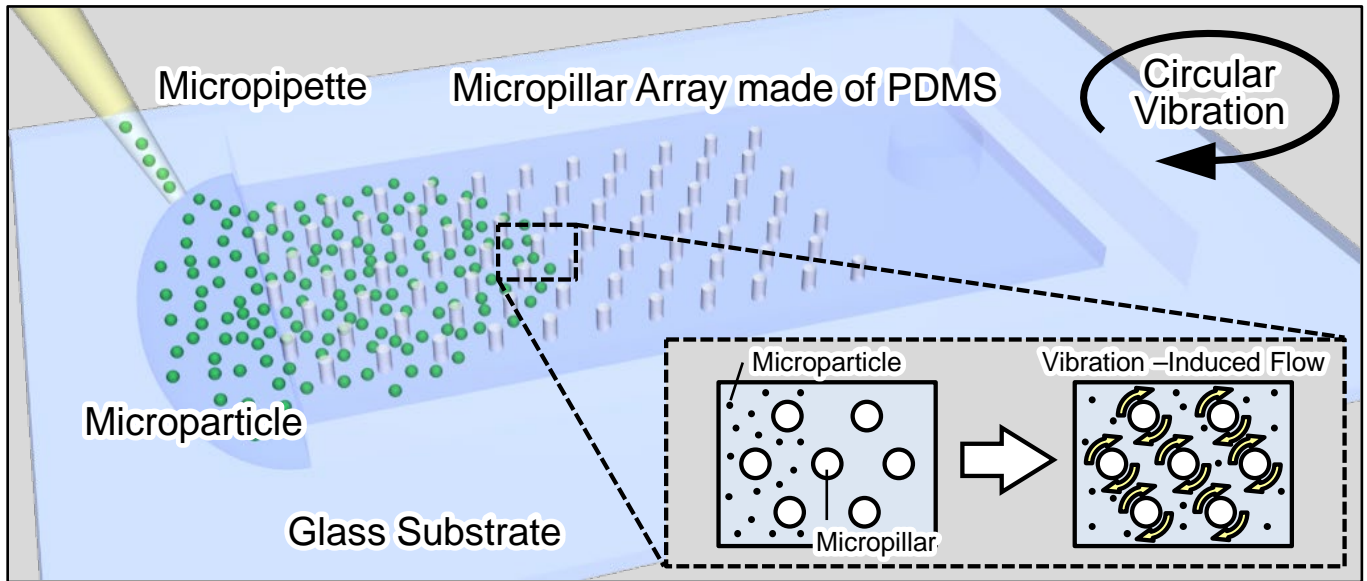 Micropipette
Micropillar Array made of PDMS
Circular
Vibration
Microparticle
Glass Substrate
Microparticle
Micropillar
Vibration –Induced Flow